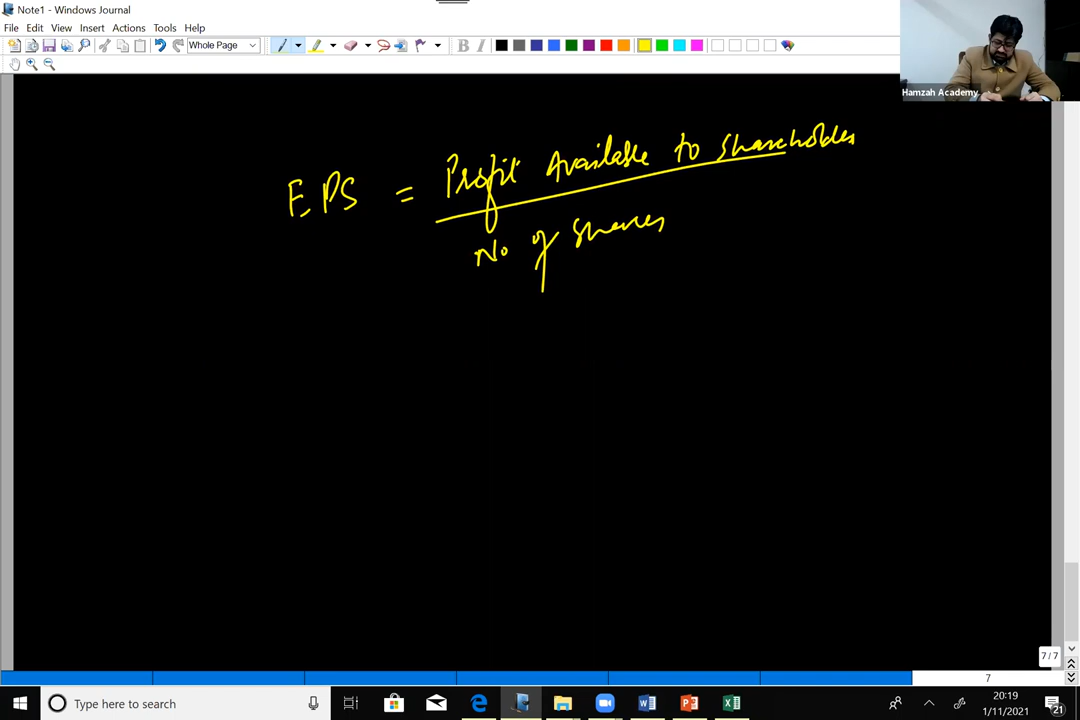 Note1 - Windows Journal
File Edit View Insert Actions Tools Help
Whole Page
B I
Hamzah Academy
Profit Available to Shareholders
EPS =
No of Shares
7/7
7
Type here to search
20:19
1/11/2021
21